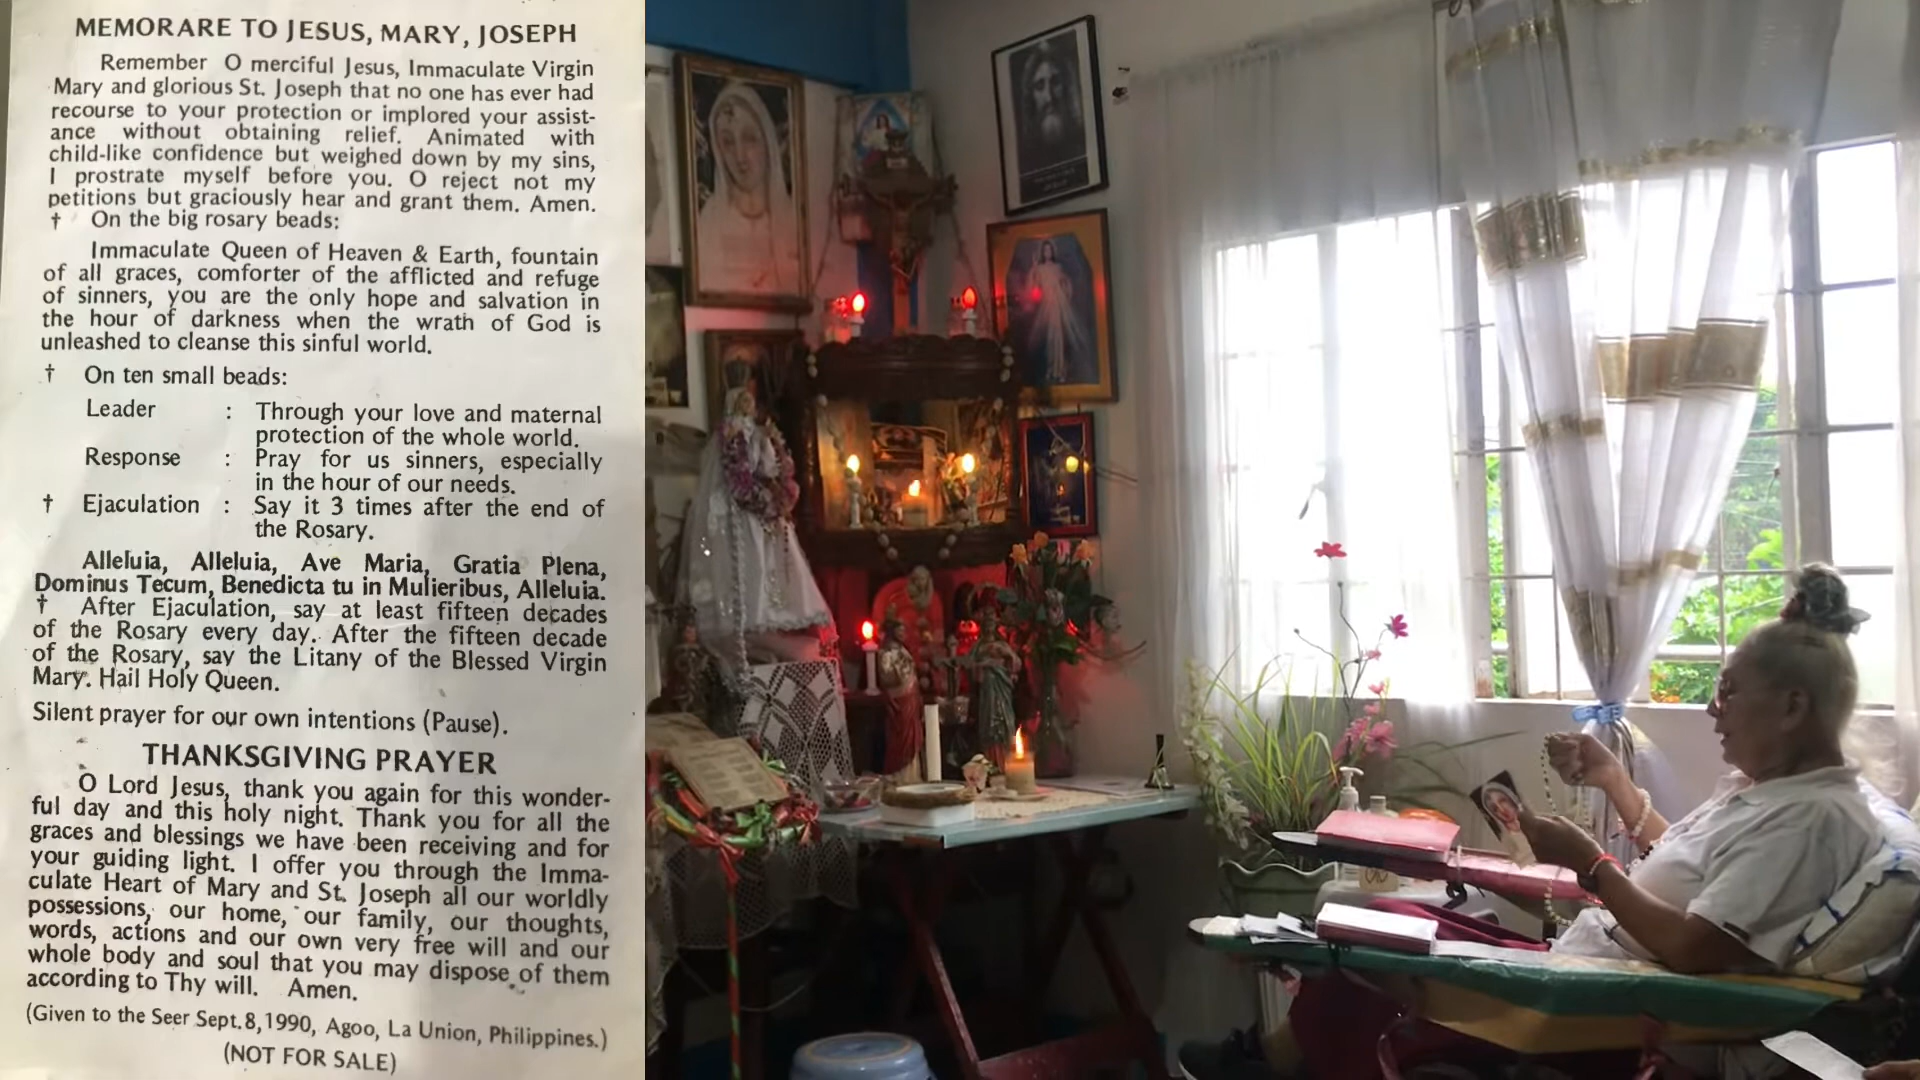 MEMORARE TO JESUS, MARY, JOSEPH
Remember O merciful Jesus, Immaculate Virgin
Mary and glorious St. Joseph that no one has ever had
recourse to your protection or implored your assist-
ance without obtaining relief. Animated with
child-like confidence but weighed down by my sins,
I prostrate myself before you. O reject not my
petitions but graciously hear and grant them. Amen.
† On the big rosary beads:
Immaculate Queen of Heaven & Earth, fountain
of all graces, comforter of the afflicted and refuge
of sinners, you are the only hope and salvation in
the hour of darkness when the wrath of God is
unleashed to cleanse this sinful world.
† On ten small beads:
Leader : Through your love and maternal
protection of the whole world.
Response : Pray for us sinners, especially
in the hour of our needs.
† Ejaculation : Say it 3 times after the end of
the Rosary.
Alleluia, Alleluia, Ave Maria, Gratia Plena,
Dominus Tecum, Benedicta tu in Mulieribus, Alleluia.
† After Ejaculation, say at least fifteen decades
of the Rosary every day. After the fifteen decade
of the Rosary, say the Litany of the Blessed Virgin
Mary. Hail Holy Queen.
Silent prayer for our own intentions (Pause).
THANKSGIVING PRAYER
O Lord Jesus, thank you again for this wonder-
ful day and this holy night. Thank you for all the
graces and blessings we have been receiving and for
your guiding light. I offer you through the Imma-
culate Heart of Mary and St. Joseph all our worldly
possessions, our home, our family, our thoughts,
words, actions and our own very free will and our
whole body and soul that you may dispose of them
according to Thy will. Amen.
(Given to the Seer Sept.8,1990, Agoo, La Union, Philippines.)
(NOT FOR SALE)